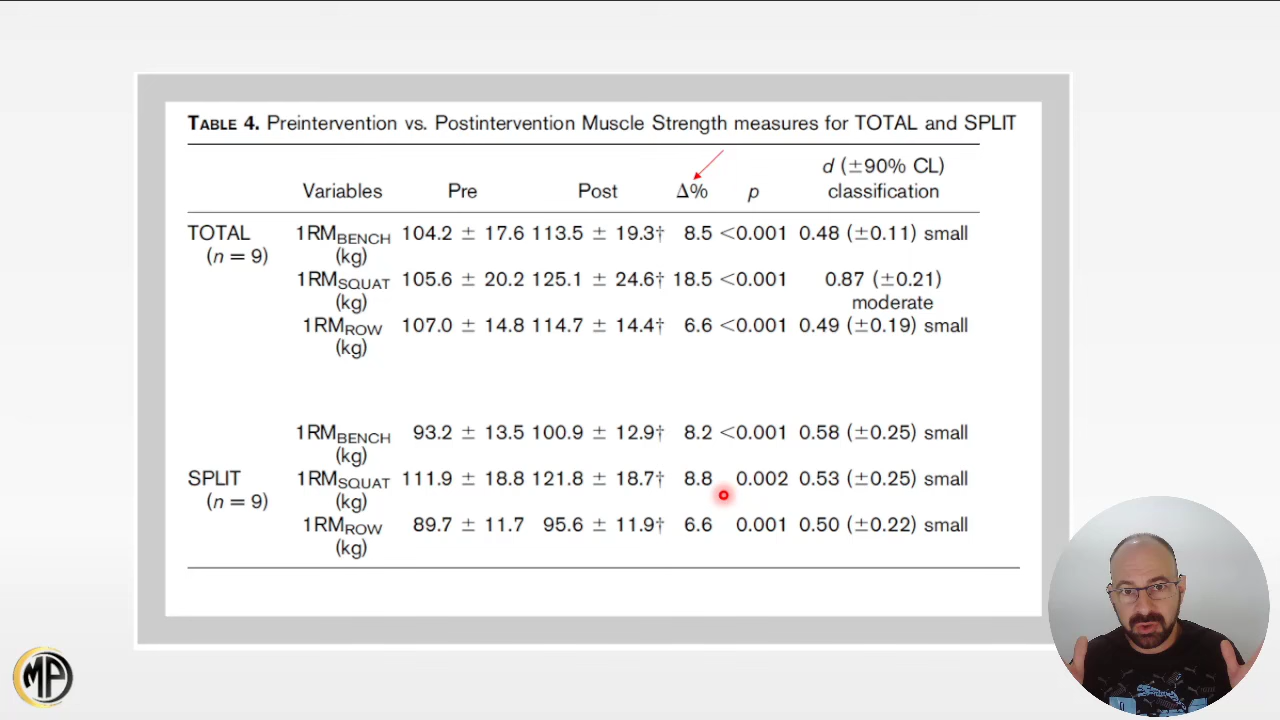 TABLE 4. Preintervention vs. Postintervention Muscle Strength measures for TOTAL and SPLIT
d (±90% CL)
Variables Pre Post Δ% p classification
TOTAL 1RMBENCH 104.2 ± 17.6 113.5 ± 19.3† 8.5 <0.001 0.48 (±0.11) small
(n = 9) (kg)
1RMSQUAT 105.6 ± 20.2 125.1 ± 24.6† 18.5 <0.001 0.87 (±0.21)
(kg) moderate
1RMROW 107.0 ± 14.8 114.7 ± 14.4† 6.6 <0.001 0.49 (±0.19) small
(kg)
1RMBENCH 93.2 ± 13.5 100.9 ± 12.9† 8.2 <0.001 0.58 (±0.25) small
(kg)
SPLIT 1RMSQUAT 111.9 ± 18.8 121.8 ± 18.7† 8.8 0.002 0.53 (±0.25) small
(n = 9) (kg)
1RMROW 89.7 ± 11.7 95.6 ± 11.9† 6.6 0.001 0.50 (±0.22) small
(kg)
MP